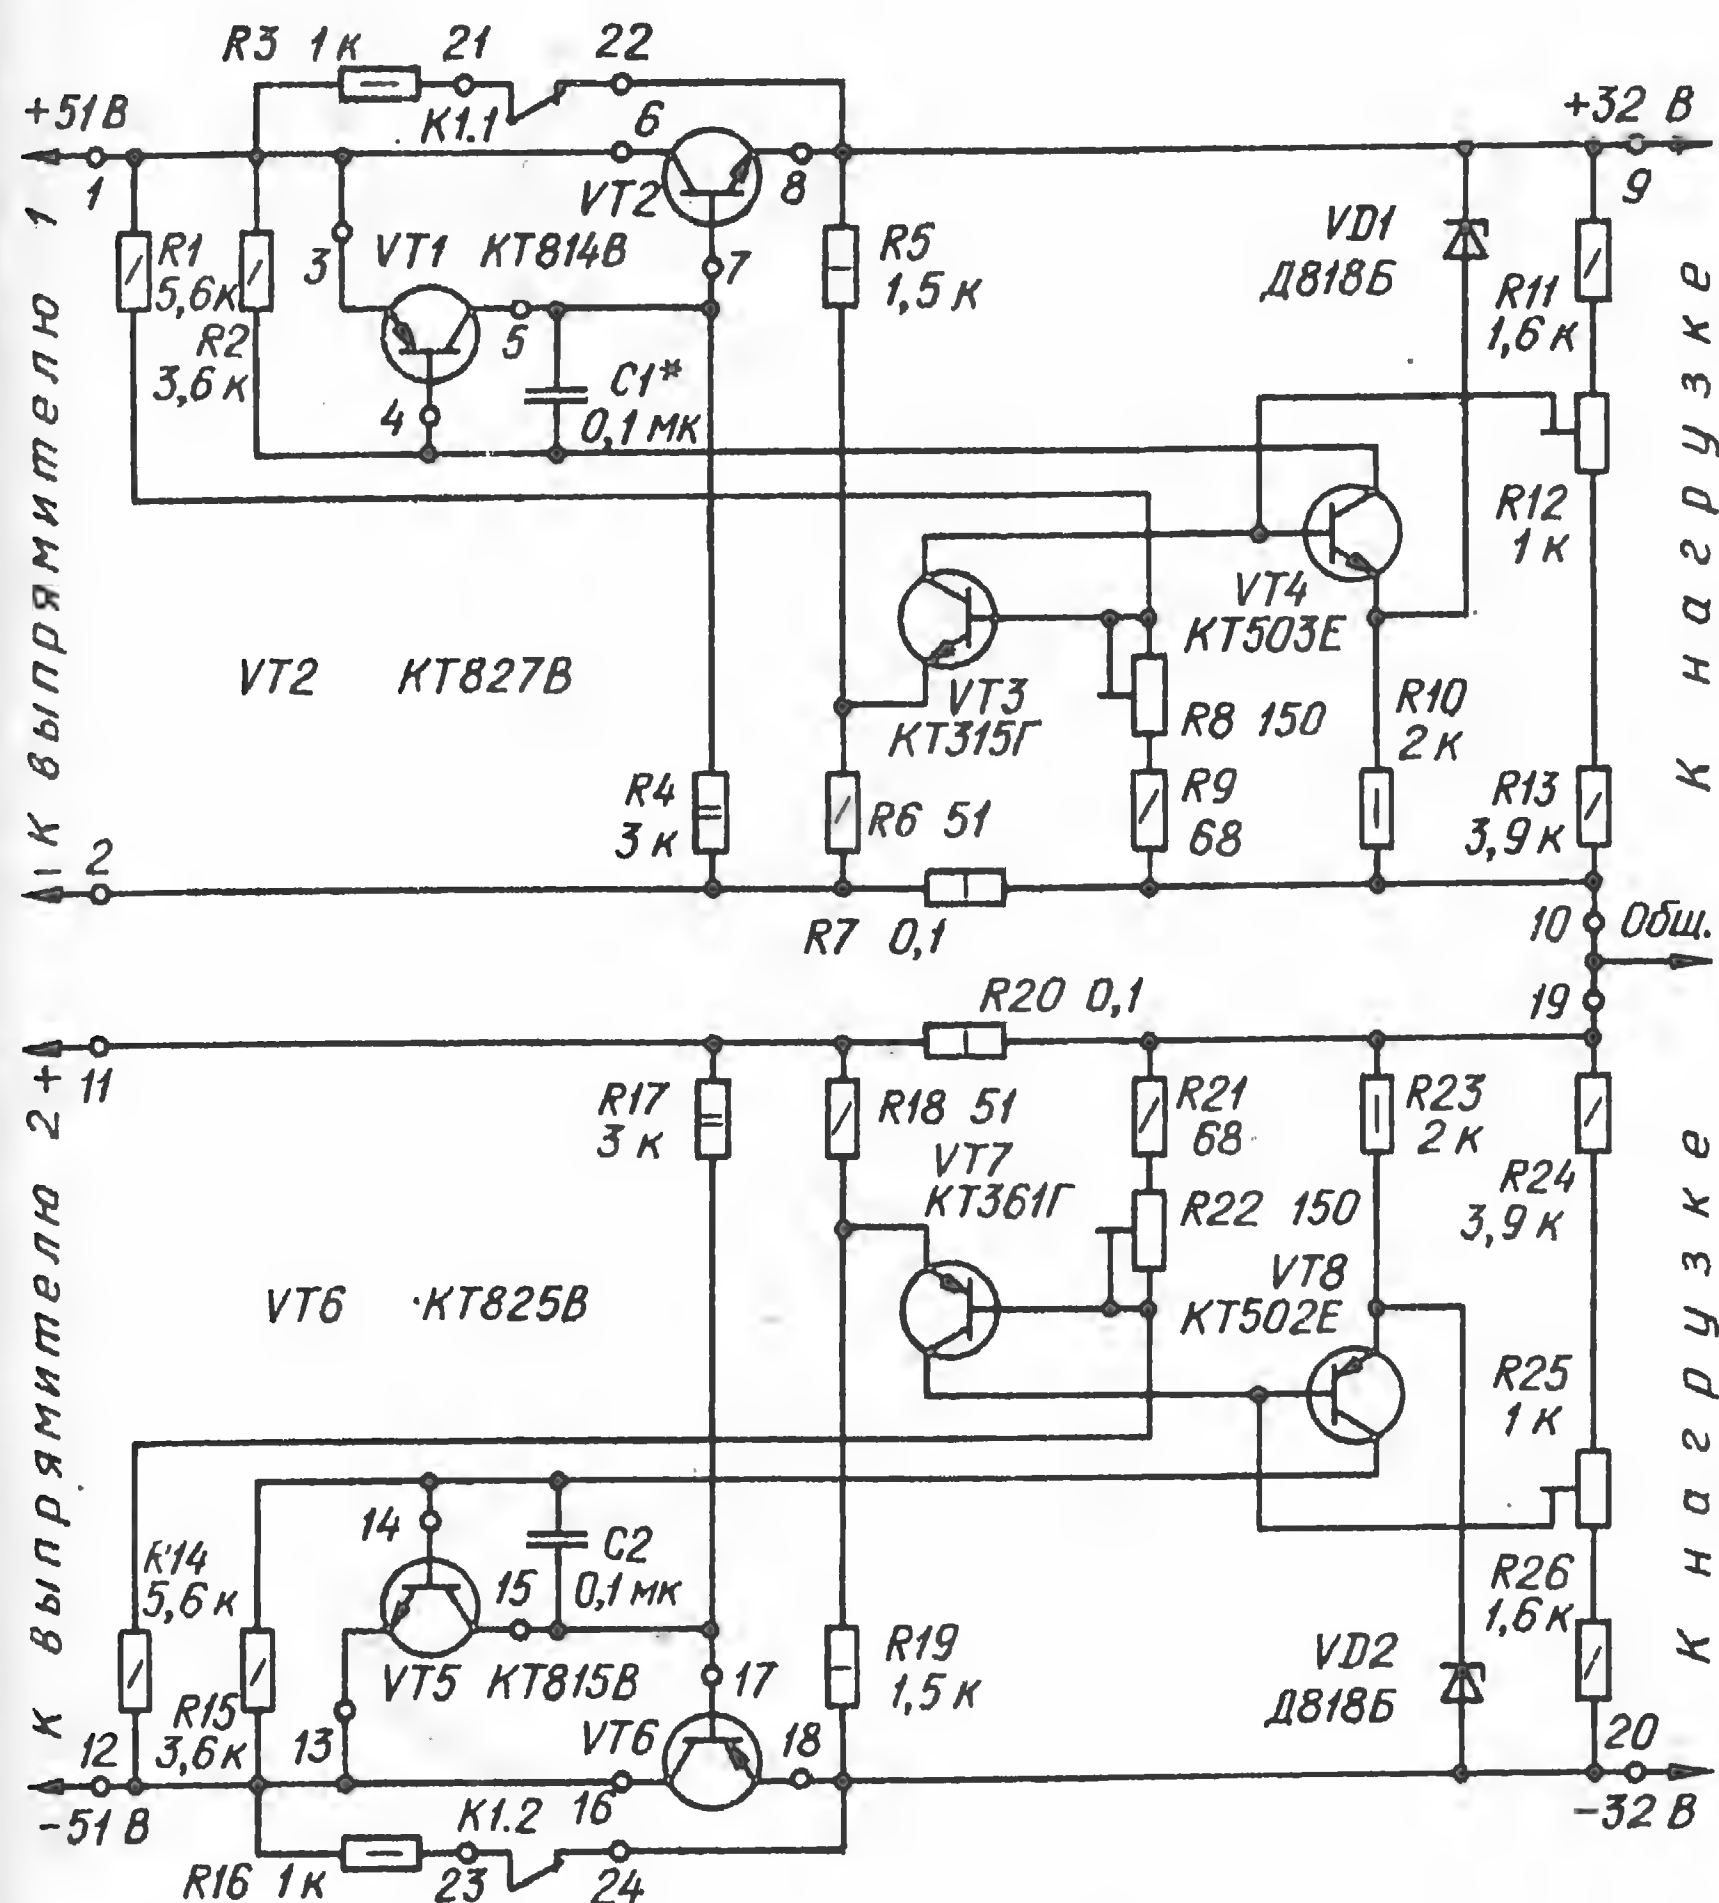 R3 1к 21 22
+51В К1.1 6 +32 В
1 VT2 8 9
3 VT1 КТ814В 7 VD1
R1 R5 Д818Б R11
5,6к 1,5 к 1,6 к
R2 5
3,6 к C1*
4 0,1 мк
R12
1 к
VT4
КТ503Е
VT2 КТ827В
VT3 R10
КТ315Г R8 150 2 к
R4 R6 51 R9 R13
3 к 68 3,9 к
2
R7 0,1 10 Общ.
К выпрямителю 1
К нагрузке
R20 0,1 19
+ 11
R17 R18 51 R21 R23
3 к 68 2 к
VT7 R24
КТ361Г R22 150 3,9 к
VT6 КТ825В VT8
КТ502Е
R25
1 к
14 C2
R14 15 0,1 мк R26
5,6 к 1,6 к
VT5 КТ815В 17 R19 VD2
R15 1,5 к Д818Б
12 3,6 к 13 VT6 18 20
-51 В К1.2 16 -32 В
R16 1к 23 24
К выпрямителю 2
К нагрузке